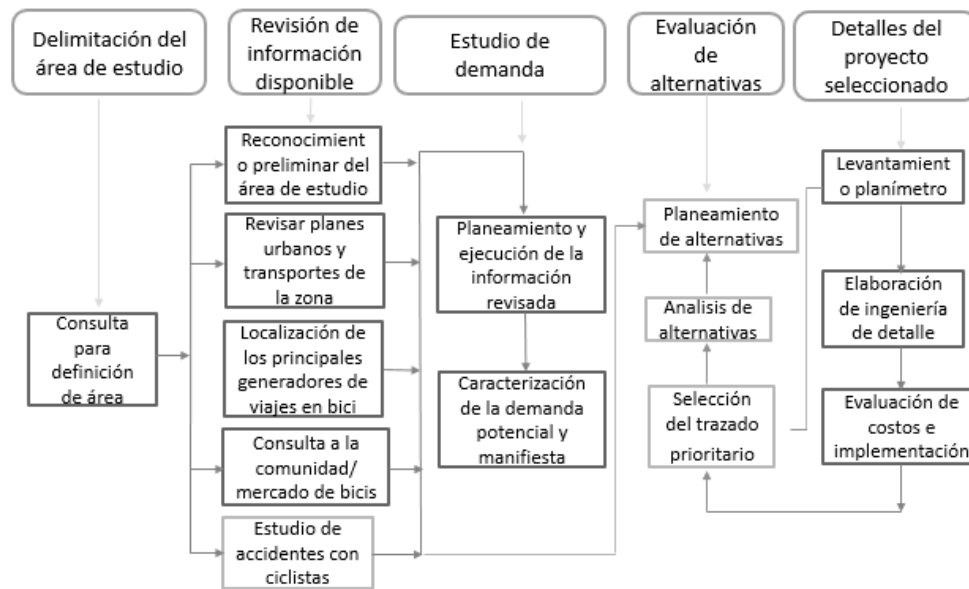 Delimitación del
área de estudio
Revisión de
información
disponible
Estudio de
demanda
Evaluación
de
alternativas
Detalles del
proyecto
seleccionado
Consulta
para
definición
de área
Reconocimient
o preliminar del
área de estudio
Revisar planes
urbanos y
transportes de
la zona
Localización de
los principales
generadores de
viajes en bici
Consulta a la
comunidad/
mercado de bicis
Estudio de
accidentes con
ciclistas
Planeamiento y
ejecución de la
información
revisada
Caracterización
de la demanda
potencial y
manifiesta
Planeamiento
de alternativas
Analisis de
alternativas
Selección
del trazado
prioritario
Levantamient
o planímetro
Elaboración
de ingeniería
de detalle
Evaluación de
costos e
implementación